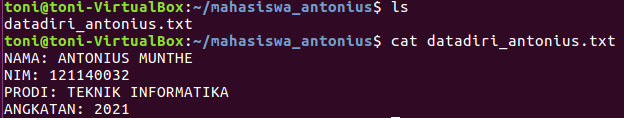 toni@toni-VirtualBox:~/mahasiswa_antonius$ ls
datadiri_antonius.txt
toni@toni-VirtualBox:~/mahasiswa_antonius$ cat datadiri_antonius.txt
NAMA: ANTONIUS MUNTHE
NIM: 121140032
PRODI: TEKNIK INFORMATIKA
ANGKATAN: 2021